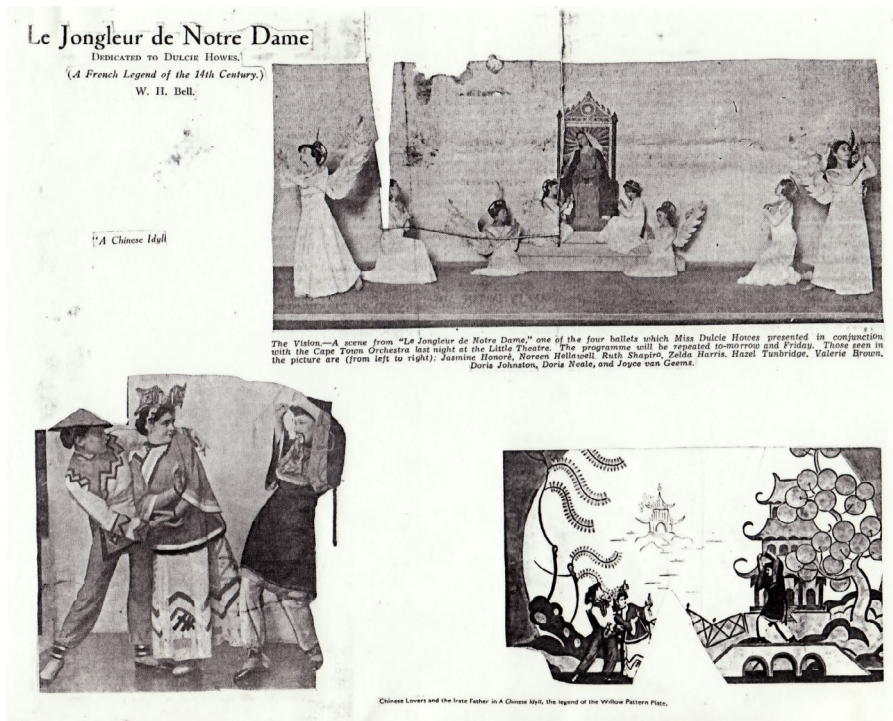 Le Jongleur de Notre Dame
DEDICATED TO DULCIE HOWES.
(A French Legend of the 14th Century.)
W. H. Bell.
"A Chinese Idyll
The Vision.—A scene from "Le Jongleur de Notre Dame," one of the four ballets which Miss Dulcie Howes presented in conjunction
with the Cape Town Orchestra last night at the Little Theatre. The programme will be repeated to-morrow and Friday. Those seen in
the picture are (from left to right): Jasmine Honorè, Noreen Hellawell, Ruth Shapiro, Zelda Harris, Hazel Tunbridge, Valerie Brown,
Doris Johnston, Doris Neale, and Joyce van Geems.
Chinese Lovers and the Irate Father in A Chinese Idyll, the legend of the Willow Pattern Plate.